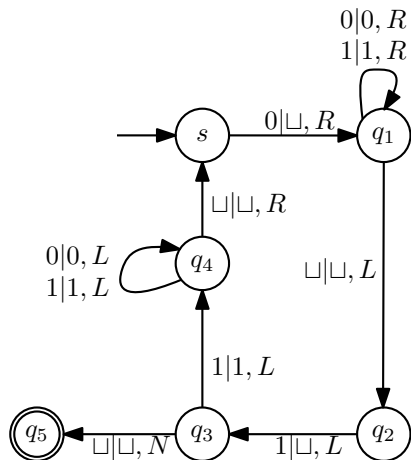 0|0, R
1|1, R
s
0|⊔, R
q₁
⊔|⊔, R
0|0, L
1|1, L
q₄
⊔|⊔, L
1|1, L
q₅
⊔|⊔, N
q₃
1|⊔, L
q₂